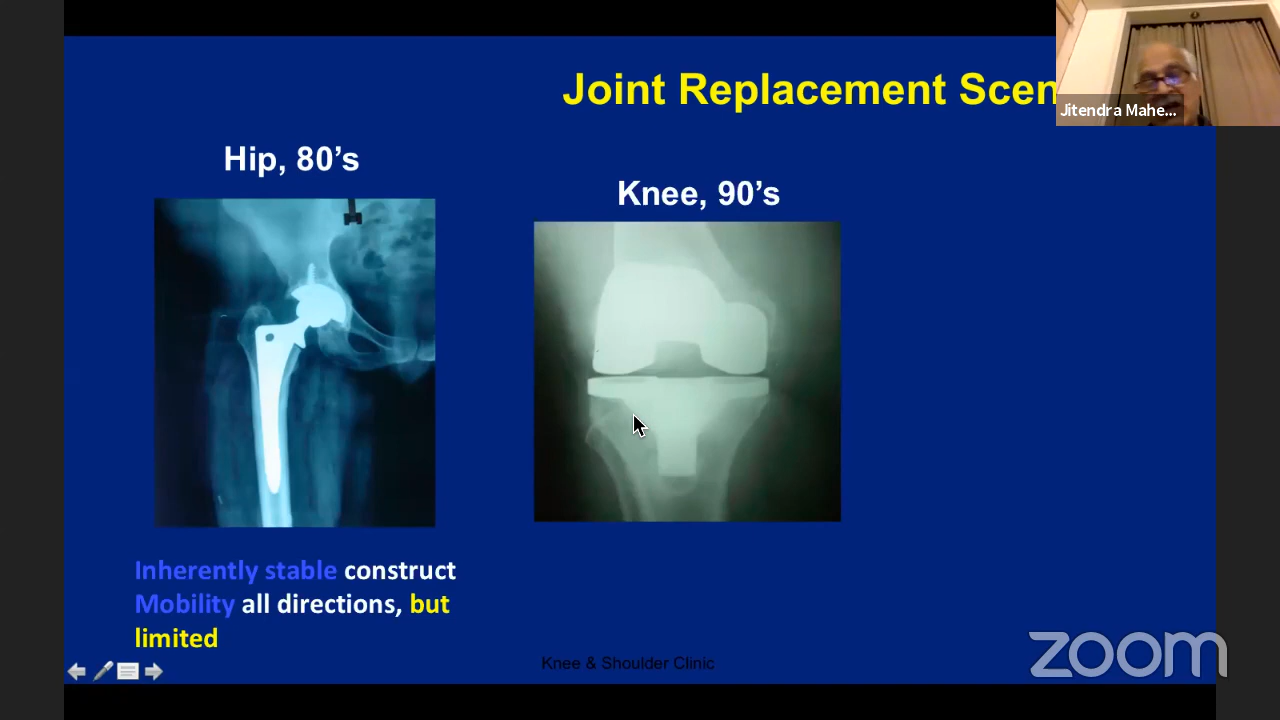 Joint Replacement Scen
Jitendra Mahe...
Hip, 80’s
Knee, 90’s
Inherently stable construct
Mobility all directions, but
limited
Knee & Shoulder Clinic
zoom